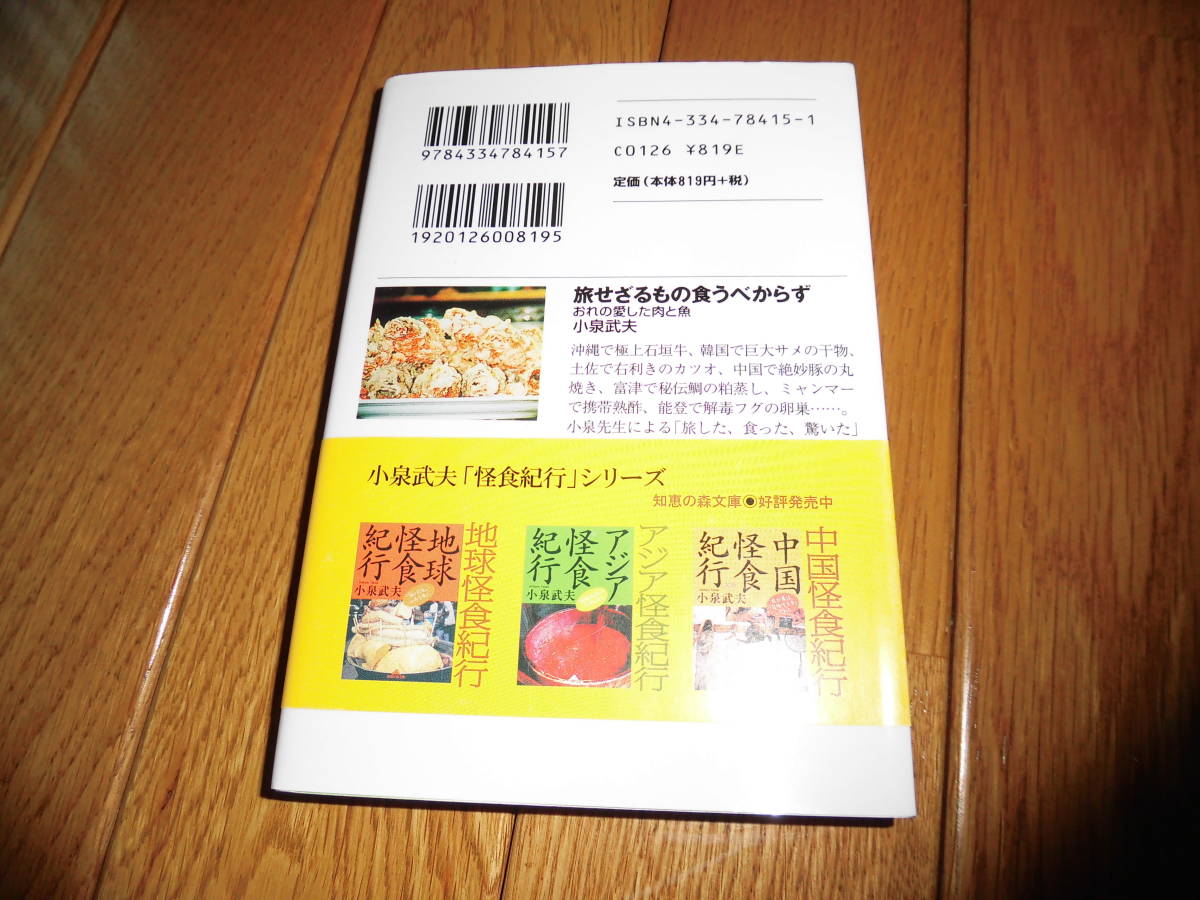 9784334784157
ISBN4-334-78415-1
C0126 ¥819E
定価(本体819円+税)
1920126008195
旅せざるもの食うべからず
おれの愛した肉と魚
小泉武夫
沖縄で極上石垣牛、韓国で巨大サメの干物、
土佐で右利きのカツオ、中国で絶妙豚の丸
焼き、富津で秘伝鯛の粕蒸し、ミャンマー
で携帯熟酢、能登で解毒フグの卵巣……。
小泉先生による「旅した、食った、驚いた」
小泉武夫「怪食紀行」シリーズ
知恵の森文庫◉好評発売中
地球
怪食
紀行
小泉武夫
地球怪食紀行
アジア
怪食
紀行
小泉武夫
アジア怪食紀行
中国
怪食
紀行
小泉武夫
中国怪食紀行